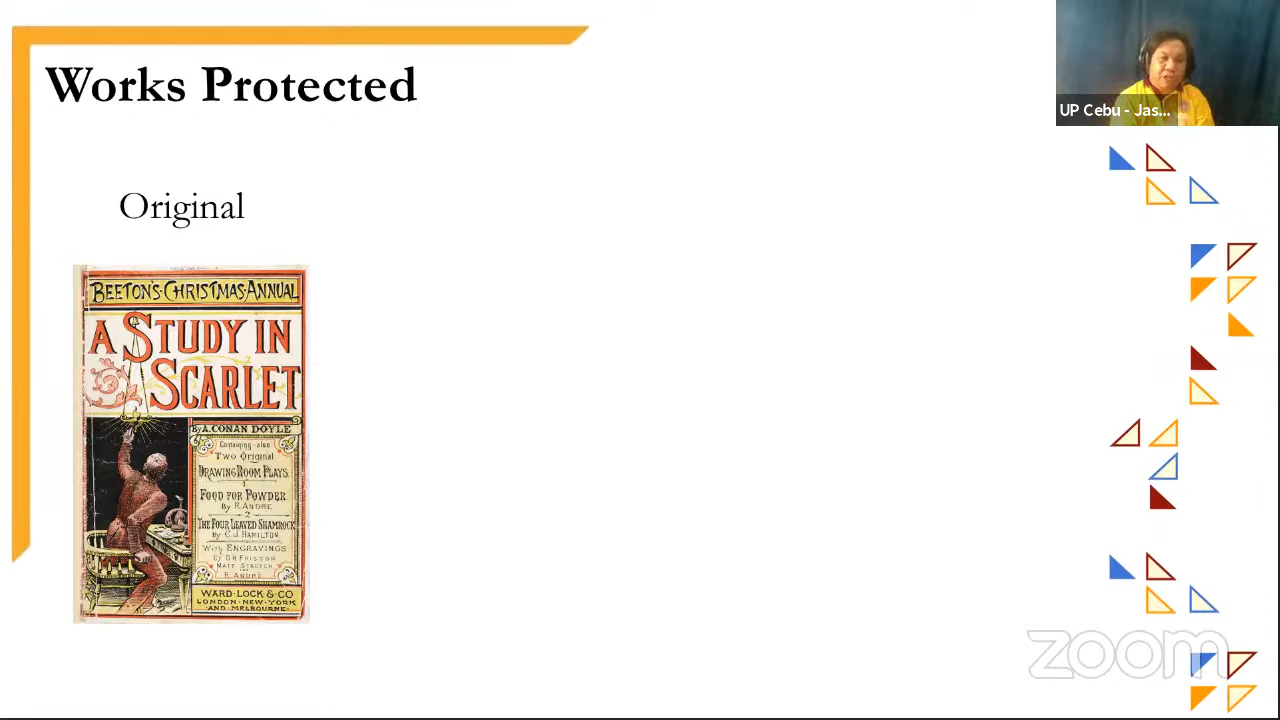 Works Protected
UP Cebu - Jas...
Original
BEETON'S CHRISTMAS ANNUAL
A STUDY IN
SCARLET
By A. CONAN DOYLE
Containing also
Two Original
DRAWING ROOM PLAYS.
1
FOOD FOR POWDER.
By R. ANDRE
2
THE FOUR LEAVED SHAMROCK
By C. J. HAMILTON.
With ENGRAVINGS
By D.H FRISTON
MATT STRETCH
AND
R. ANDRÉ
WARD · LOCK & CO
LONDON · NEW · YORK
AND · MELBOURNE
zoom